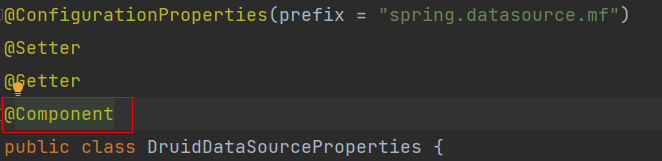 @ConfigurationProperties(prefix = "spring.datasource.mf")
@Setter
@Getter
@Component
public class DruidDataSourceProperties {